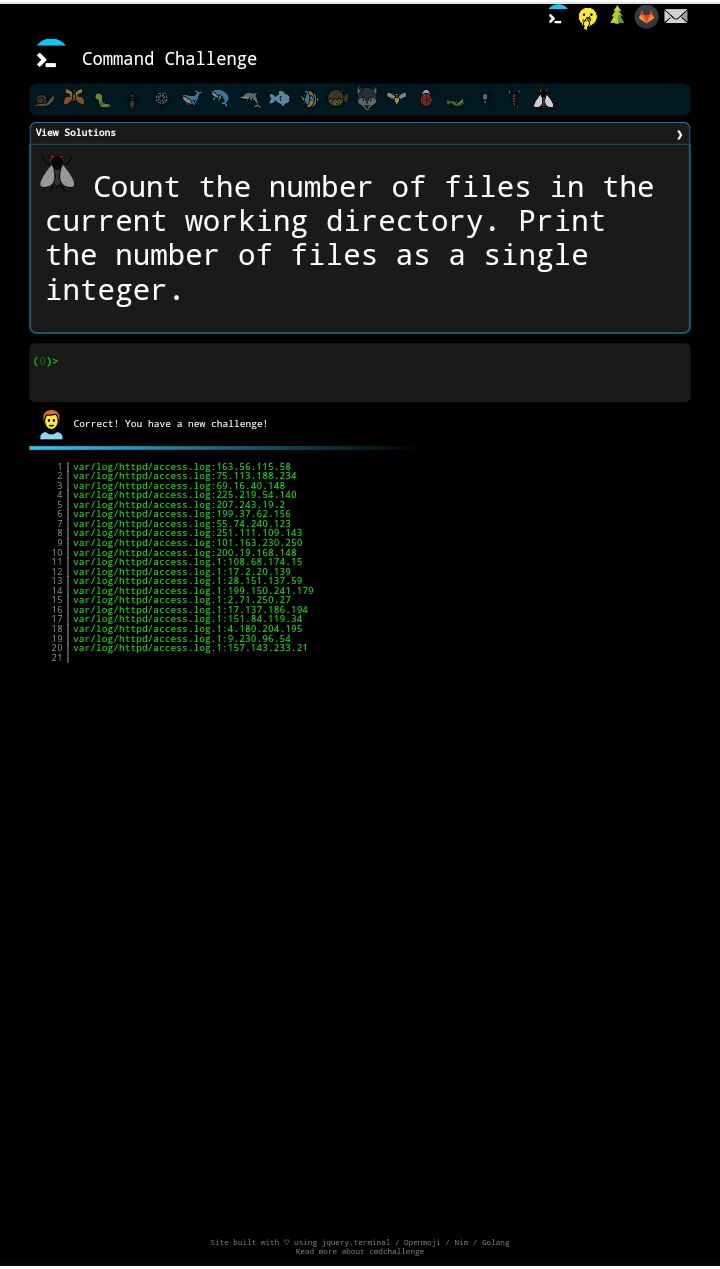 Command Challenge
View Solutions
Count the number of files in the
current working directory. Print
the number of files as a single
integer.
(0)>
Correct! You have a new challenge!
1 var/log/httpd/access.log:163.56.115.58
2 var/log/httpd/access.log:75.113.188.234
3 var/log/httpd/access.log:69.16.40.148
4 var/log/httpd/access.log:225.219.54.140
5 var/log/httpd/access.log:207.243.19.2
6 var/log/httpd/access.log:199.37.62.156
7 var/log/httpd/access.log:55.74.240.123
8 var/log/httpd/access.log:251.111.109.143
9 var/log/httpd/access.log:101.163.230.250
10 var/log/httpd/access.log:200.19.168.148
11 var/log/httpd/access.log.1:108.68.174.15
12 var/log/httpd/access.log.1:17.2.20.139
13 var/log/httpd/access.log.1:28.151.137.59
14 var/log/httpd/access.log.1:199.150.241.179
15 var/log/httpd/access.log.1:2.71.250.27
16 var/log/httpd/access.log.1:17.137.186.194
17 var/log/httpd/access.log.1:151.84.119.34
18 var/log/httpd/access.log.1:4.180.204.195
19 var/log/httpd/access.log.1:9.230.96.54
20 var/log/httpd/access.log.1:157.143.233.21
21
Site built with ♡ using jquery.terminal / Openmoji / Nim / Golang
Read more about cmdchallenge